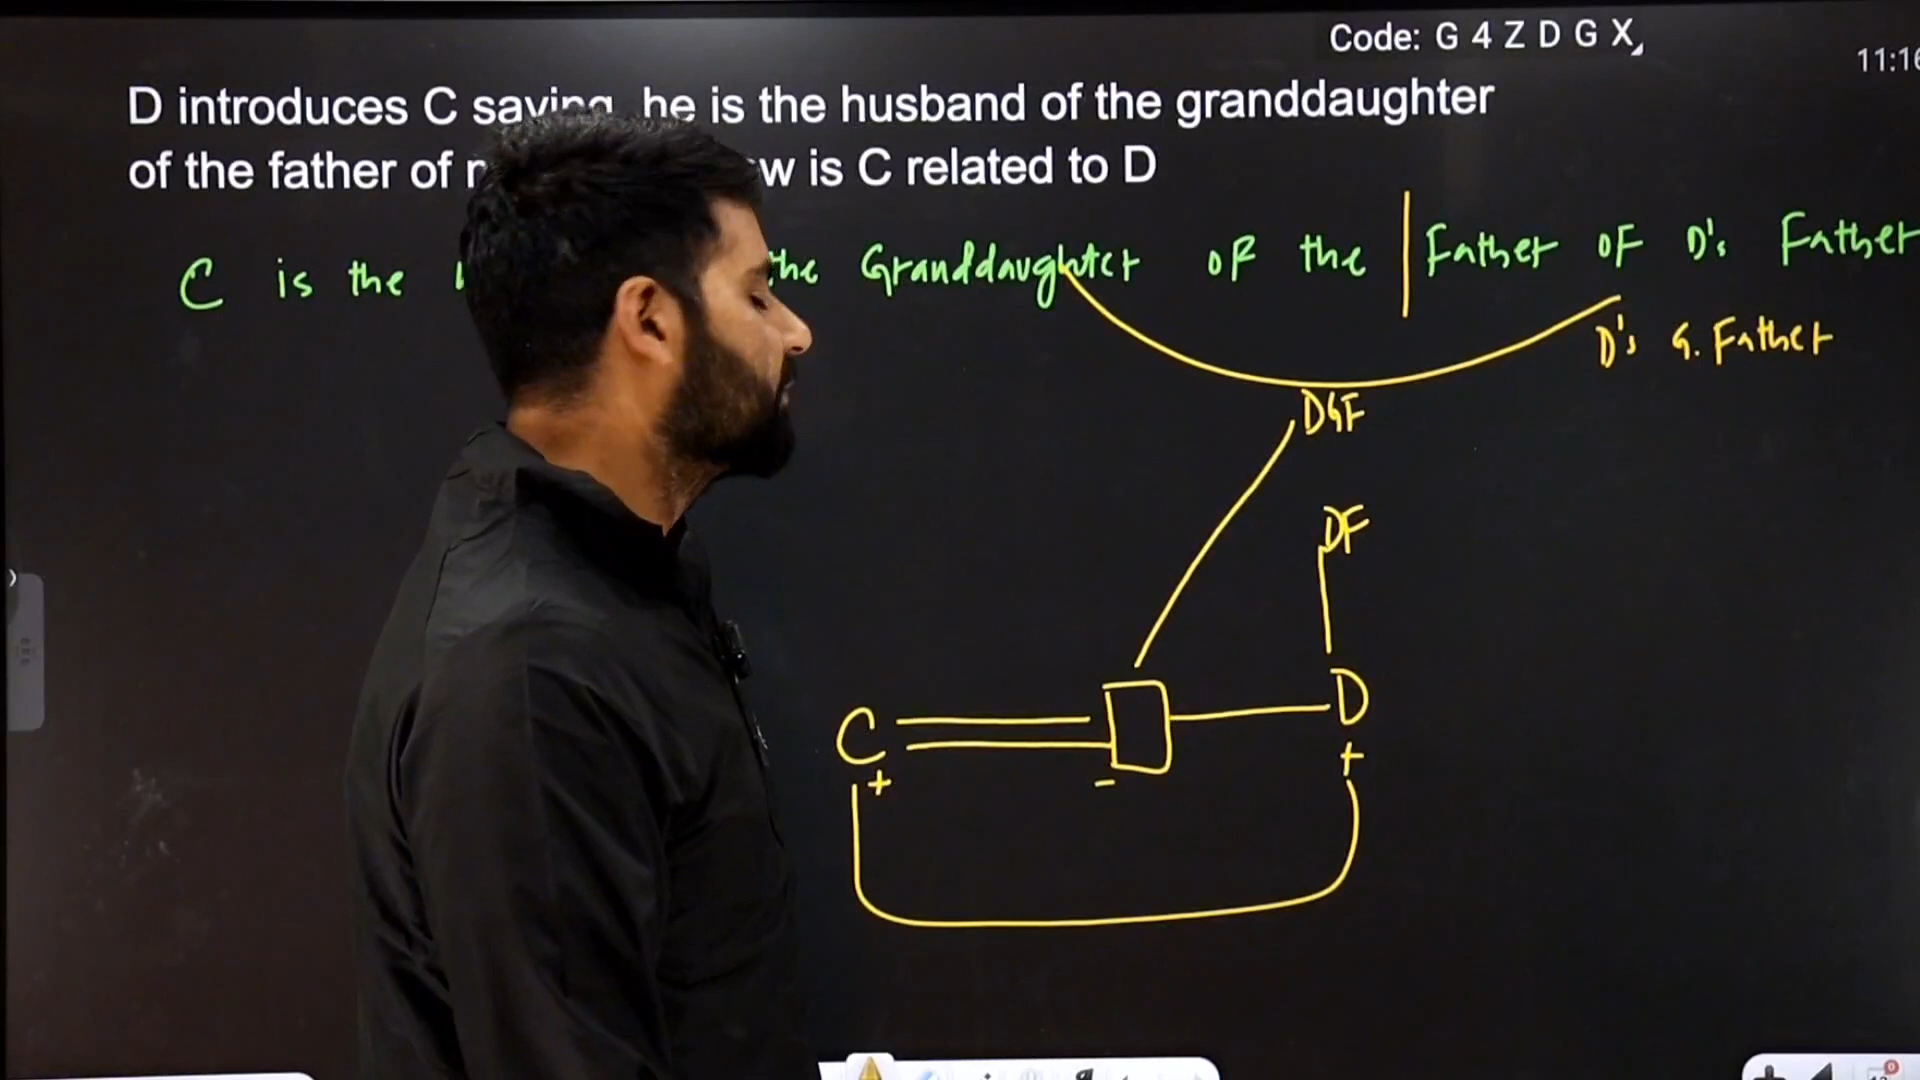 Code: G 4 Z D G X
11:16
D introduces C saying, he is the husband of the granddaughter
of the father of is C related to D
C is the the Granddaughter of the | Father of D's Father
D's G. Father
DGF
DF
C D
+ - +